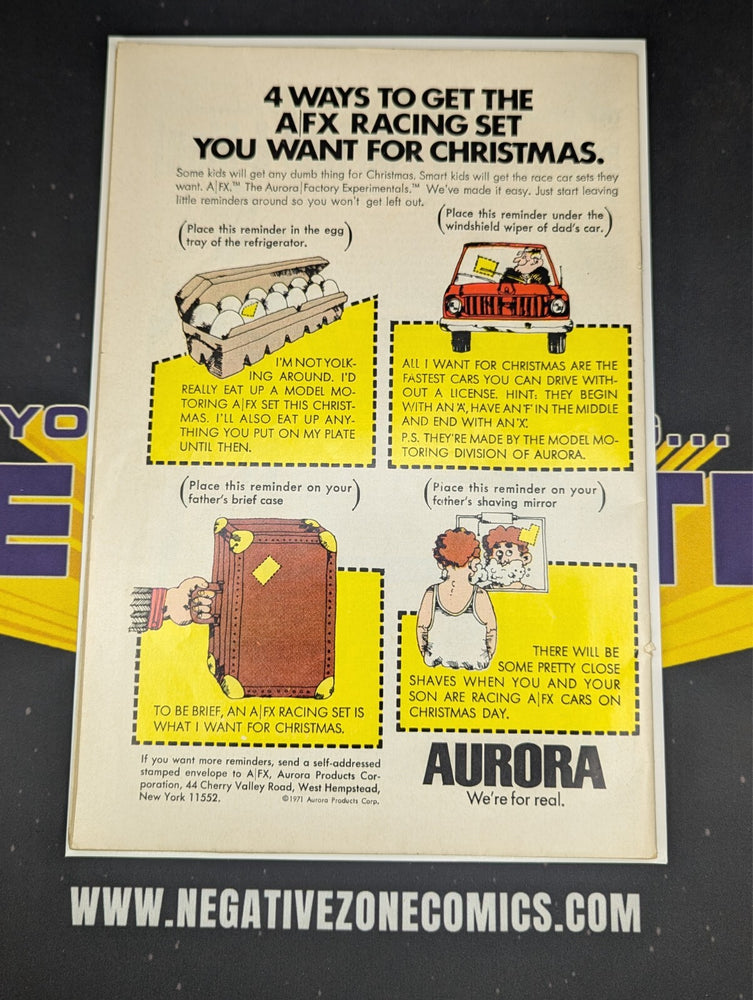 4 WAYS TO GET THE
A|FX RACING SET
YOU WANT FOR CHRISTMAS.
Some kids will get any dumb thing for Christmas. Smart kids will get the race car sets they
want. A|FX.™ The Aurora|Factory Experimentals.™ We've made it easy. Just start leaving
little reminders around so you won't get left out.
(Place this reminder in the egg
tray of the refrigerator.)
I'M NOT YOLK-
ING AROUND. I'D
REALLY EAT UP A MODEL MO-
TORING A|FX SET THIS CHRIST-
MAS. I'LL ALSO EAT UP ANY-
THING YOU PUT ON MY PLATE
UNTIL THEN.
(Place this reminder under the
windshield wiper of dad's car.)
ALL I WANT FOR CHRISTMAS ARE THE
FASTEST CARS YOU CAN DRIVE WITH-
OUT A LICENSE. HINT: THEY BEGIN
WITH AN 'A', HAVE AN 'F' IN THE MIDDLE
AND END WITH AN 'X'.
P.S. THEY'RE MADE BY THE MODEL MO-
TORING DIVISION OF AURORA.
(Place this reminder on your
father's brief case)
TO BE BRIEF, AN A|FX RACING SET IS
WHAT I WANT FOR CHRISTMAS.
(Place this reminder on your
father's shaving mirror)
THERE WILL BE
SOME PRETTY CLOSE
SHAVES WHEN YOU AND YOUR
SON ARE RACING A|FX CARS ON
CHRISTMAS DAY.
If you want more reminders, send a self-addressed
stamped envelope to A|FX, Aurora Products Cor-
poration, 44 Cherry Valley Road, West Hempstead,
New York 11552.
©1971 Aurora Products Corp.
AURORA
We're for real.
YO
...
E
TE
WWW.NEGATIVEZONECOMICS.COM